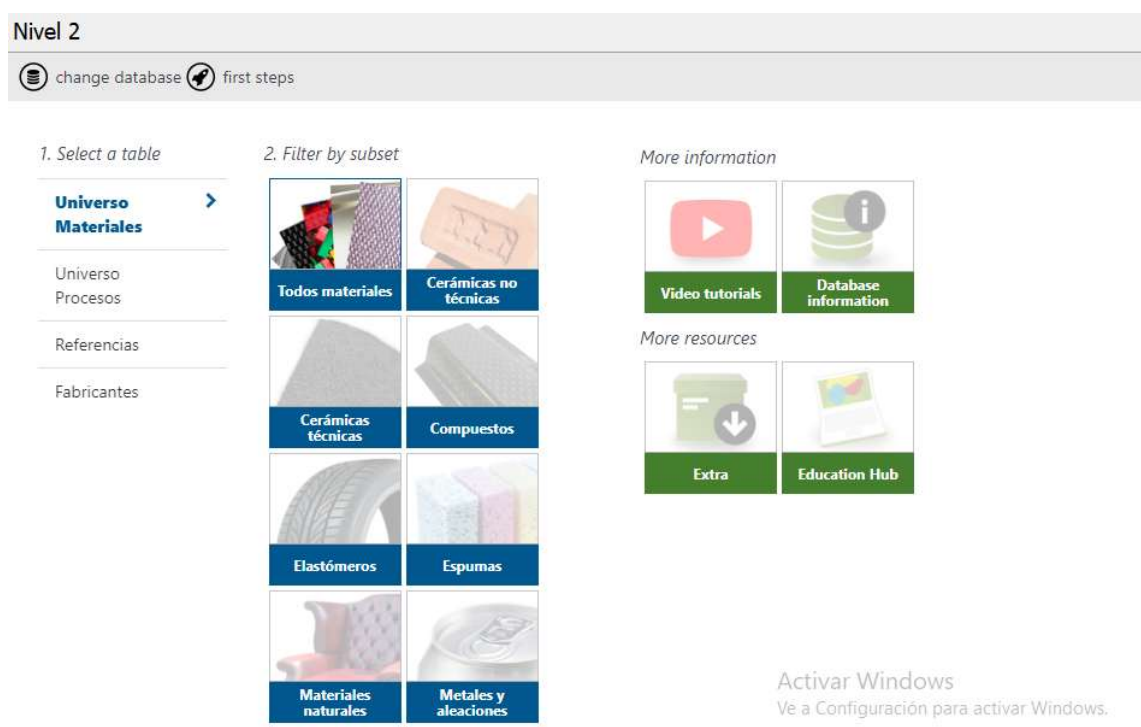 Nivel 2
change database
first steps
1. Select a table
Universo
Materiales
Universo
Procesos
Referencias
Fabricantes
2. Filter by subset
Todos materiales
Cerámicas no
técnicas
Cerámicas
técnicas
Compuestos
Elastómeros
Espumas
Materiales
naturales
Metales y
aleaciones
More information
Video tutorials
Database
information
More resources
Extra
Education Hub
Activar Windows
Ve a Configuración para activar Windows.